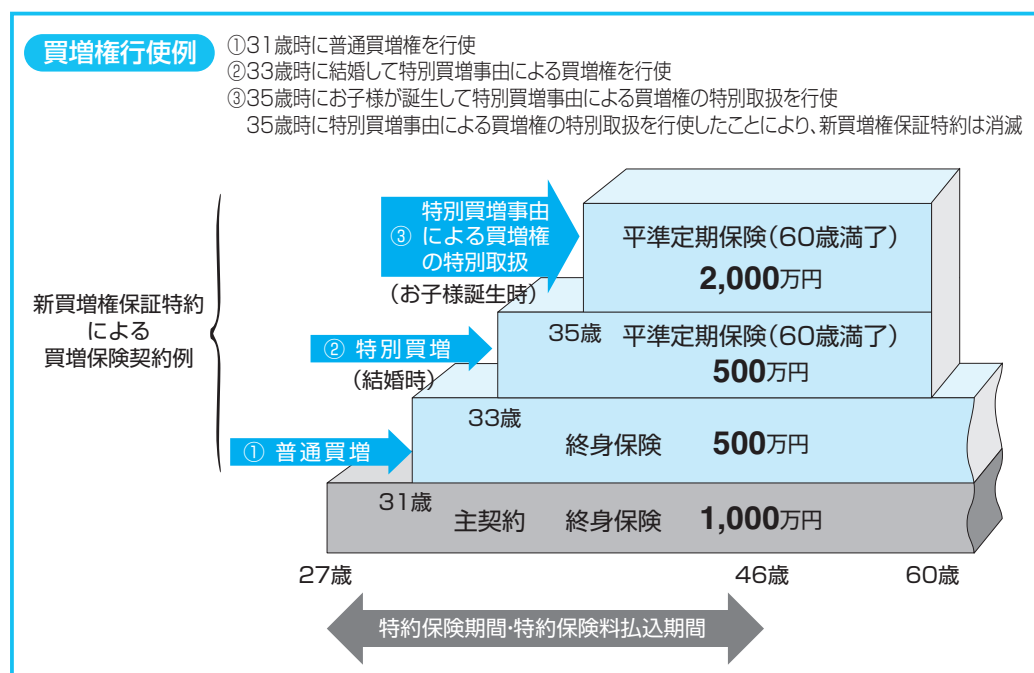 買増権行使例
①31歳時に普通買増権を行使
②33歳時に結婚して特別買増事由による買増権を行使
③35歳時にお子様が誕生して特別買増事由による買増権の特別取扱を行使
35歳時に特別買増事由による買増権の特別取扱を行使したことにより、新買増権保証特約は消滅
新買増権保証特約
による
買増保険契約例
③
特別買増事由
による買増権
の特別取扱
(お子様誕生時)
平準定期保険(60歳満了)
2,000万円
② 特別買増
(結婚時)
35歳
平準定期保険(60歳満了)
500万円
① 普通買増
33歳
終身保険 500万円
31歳
主契約 終身保険 1,000万円
27歳 46歳 60歳
特約保険期間・特約保険料払込期間